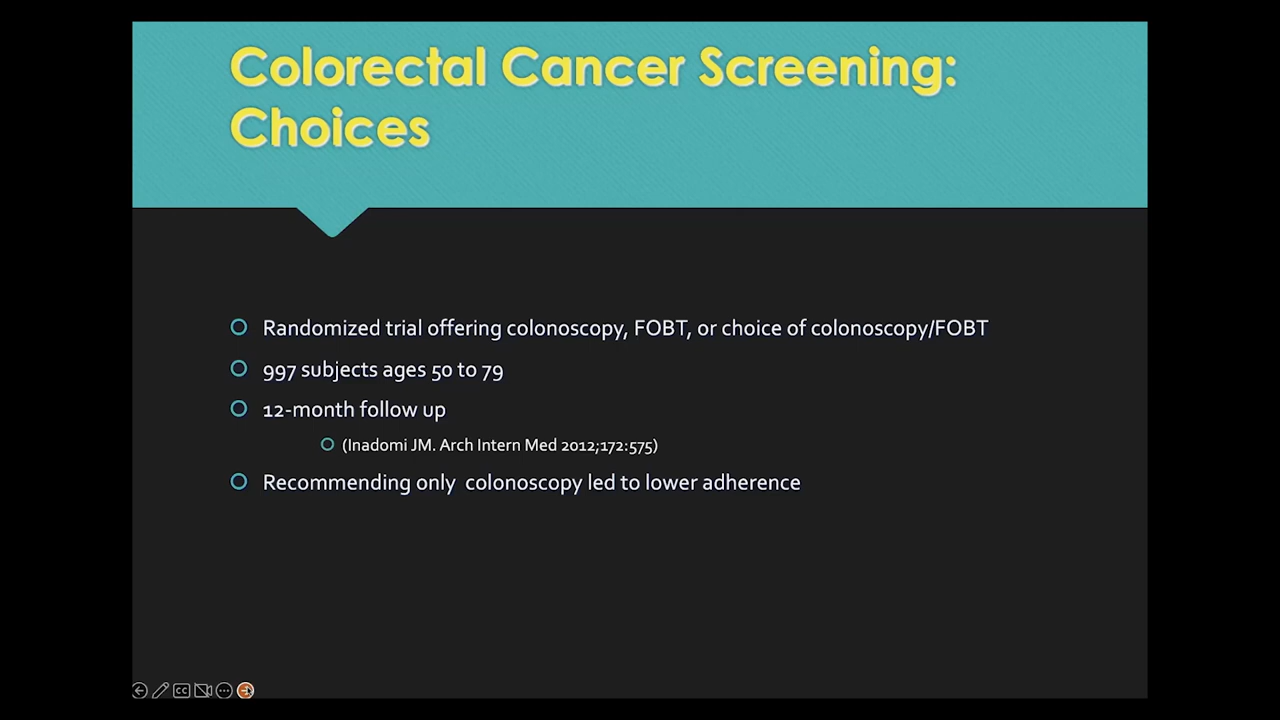 Colorectal Cancer Screening:
Choices
Randomized trial offering colonoscopy, FOBT, or choice of colonoscopy/FOBT
997 subjects ages 50 to 79
12-month follow up
(Inadomi JM. Arch Intern Med 2012;172:575)
Recommending only  colonoscopy led to lower adherence
CC